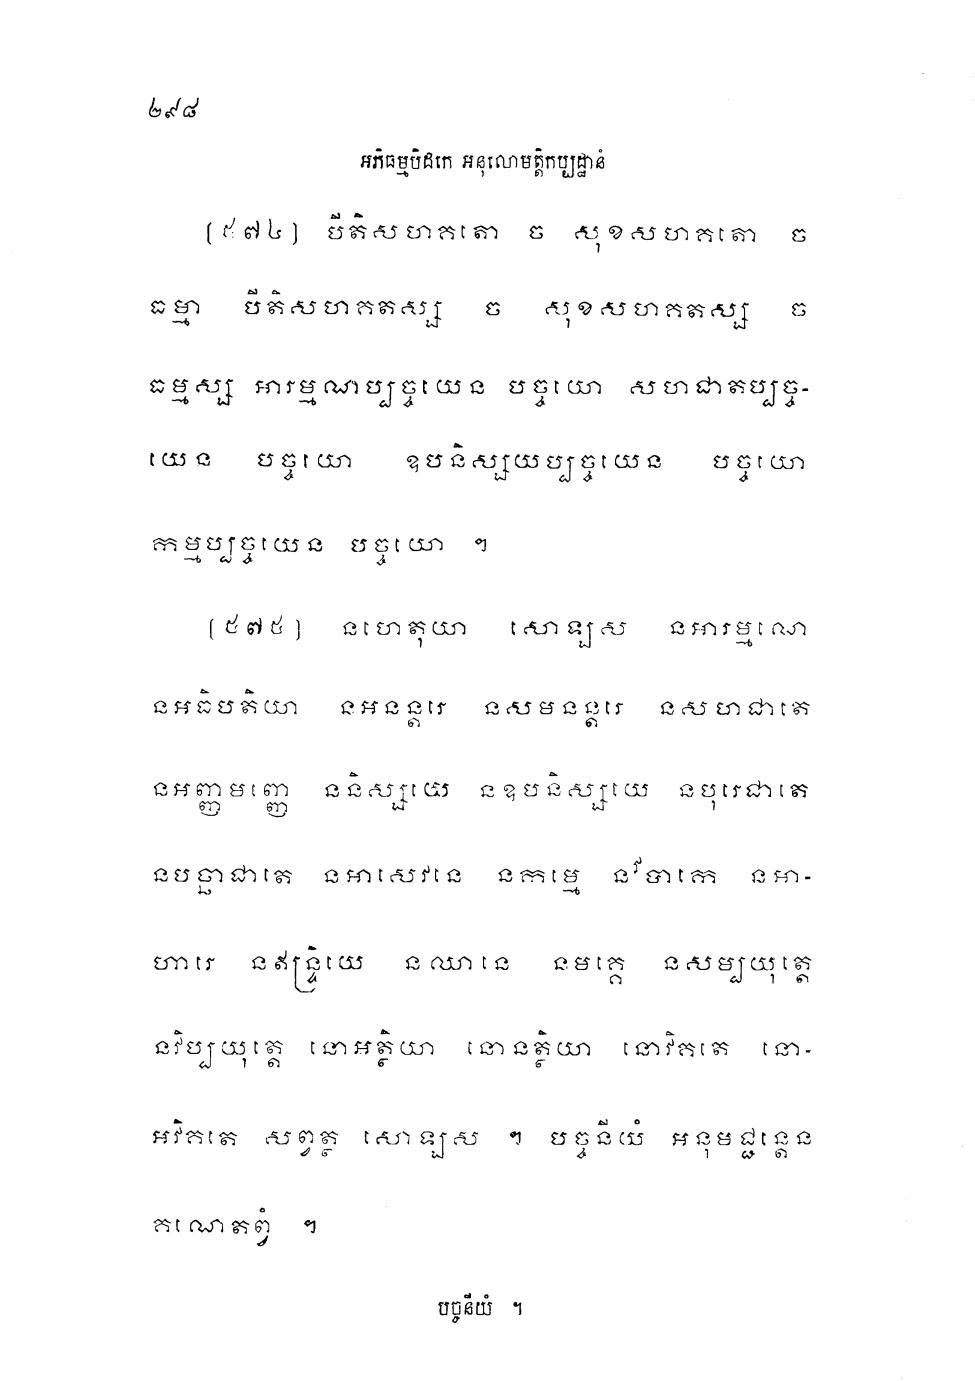 ២៩៨
អភិធម្មបិដកេ អនុលោមត្តិកប្បដ្ឋានំ
(៥៧៤) បីតិសហគតោ ច សុខសហគតោ ច
ធម្មា បីតិសហគតស្ស ច សុខសហគតស្ស ច
ធម្មស្ស អារម្មណប្បច្ចយេន បច្ចយោ សហជាតប្បច្ច-
យេន បច្ចយោ ឧបនិស្សយប្បច្ចយេន បច្ចយោ
កម្មប្បច្ចយេន បច្ចយោ ។
(៥៧៥) នហេតុយា សោឡស នអារម្មណេ
នអធិបតិយា នអនន្តរេ នសមនន្តរេ នសហជាតេ
នអញ្ញមញ្ញេ ននិស្សយេ នឧបនិស្សយេ នបុរេជាតេ
នបច្ឆាជាតេ នអាសេវនេ នកម្មេ នវិបាកេ នអា-
ហារេ នឥន្ទ្រិយេ នឈានេ នមគ្គេ នសម្បយុត្តេ
នវិប្បយុត្តេ នោអត្ថិយា នោនត្ថិយា នោវិគតេ នោ-
អវិគតេ សព្វត្ថ សោឡស ។ បច្ចនីយំ អនុមជ្ជន្តេន
គណេតព្វំ ។
បច្ចនីយំ ។